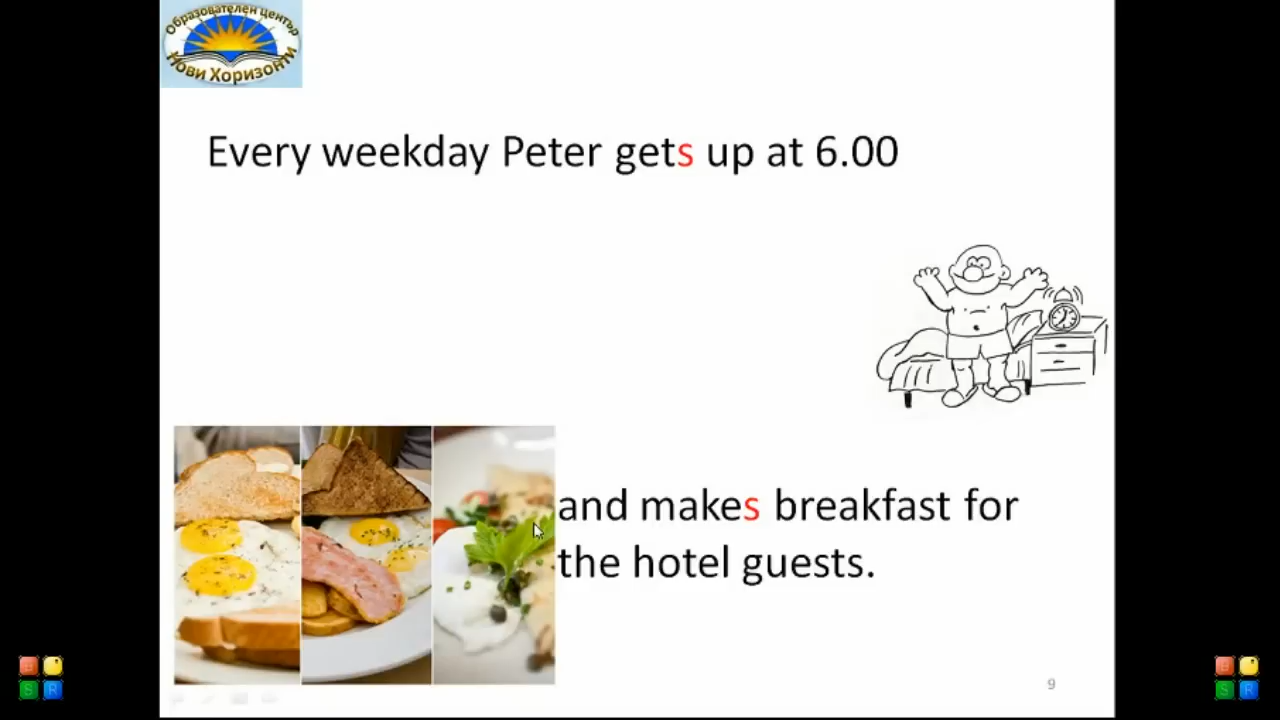 Образователен център
Нови Хоризонти
Every weekday Peter gets up at 6.00
and makes breakfast for
the hotel guests.
9
B
S R
B
S R